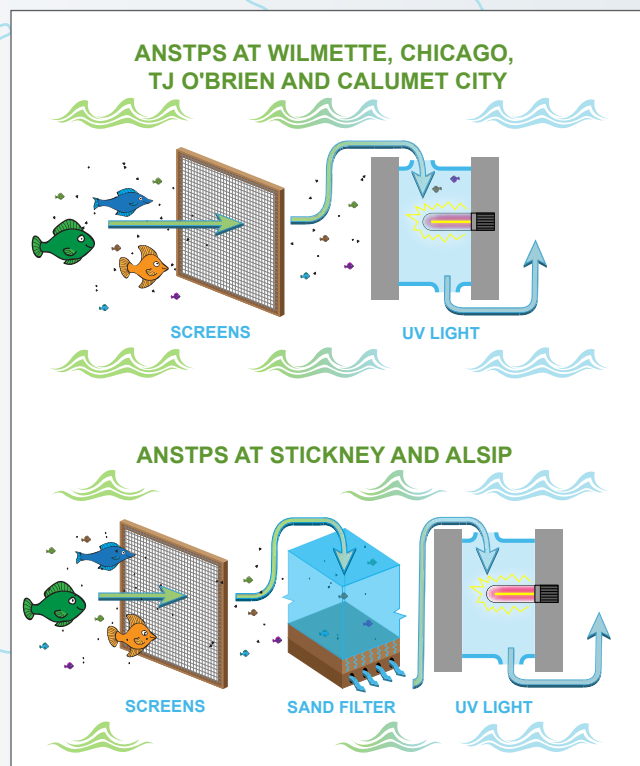 ANSTPS AT WILMETTE, CHICAGO,
TJ O'BRIEN AND CALUMET CITY
SCREENS
UV LIGHT
ANSTPS AT STICKNEY AND ALSIP
SCREENS
SAND FILTER
UV LIGHT